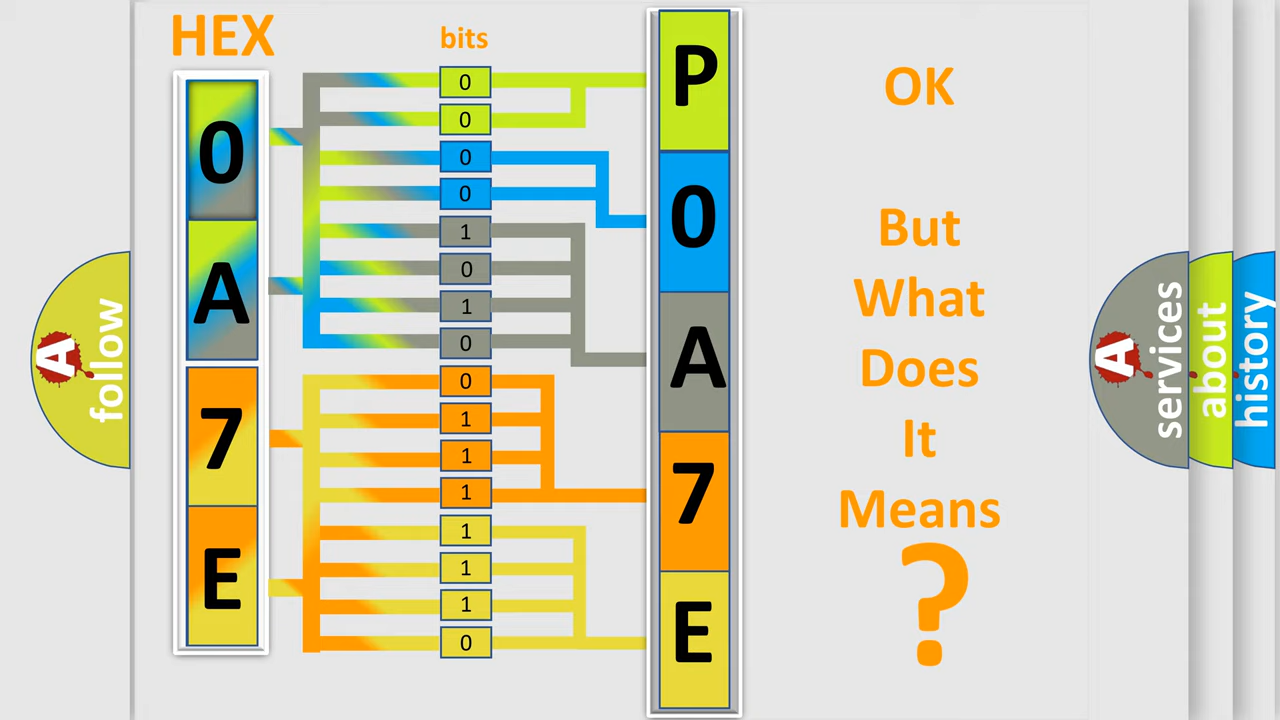 HEX
bits
0
A
7
E
0
0
0
0
1
0
1
0
0
1
1
1
1
1
1
0
P
0
A
7
E
OK
But
What
Does
It
Means
?
A
follow
A
services
about
history